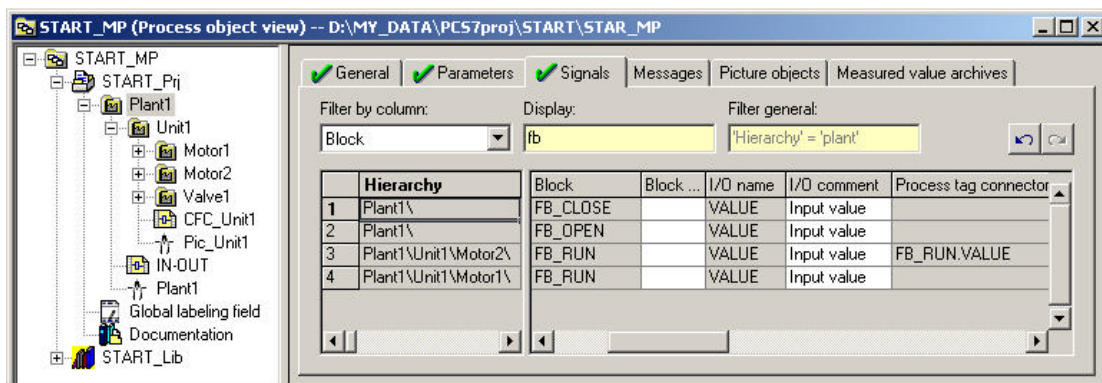 START_MP (Process object view) -- D:\MY_DATA\PCS7proj\START\STAR_MP
START_MP
START_Prj
Plant1
Unit1
Motor1
Motor2
Valve1
CFC_Unit1
Pic_Unit1
IN-OUT
Plant1
Global labeling field
Documentation
START_Lib
General Parameters Signals Messages Picture objects Measured value archives
Filter by column: Display: Filter general:
Block fb 'Hierarchy' = 'plant'
Hierarchy Block Block ... I/O name I/O comment Process tag connector
1 Plant1\ FB_CLOSE VALUE Input value
2 Plant1\ FB_OPEN VALUE Input value
3 Plant1\Unit1\Motor2\ FB_RUN VALUE Input value FB_RUN.VALUE
4 Plant1\Unit1\Motor1\ FB_RUN VALUE Input value